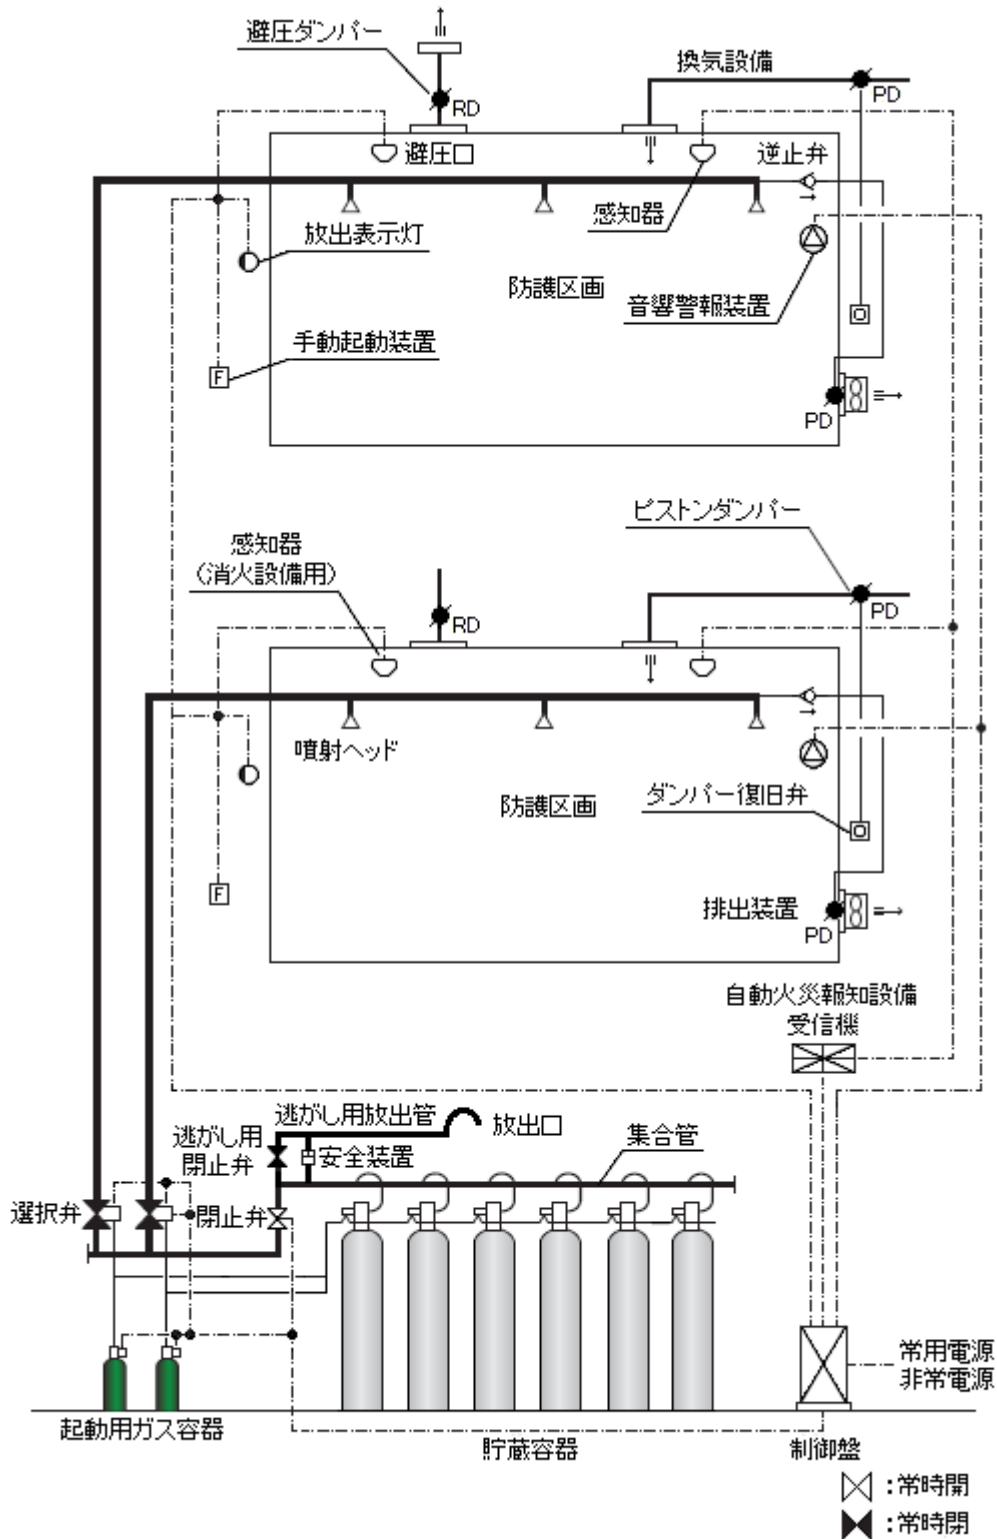 避圧ダンパー
換気設備
RD
PD
避圧口
逆止弁
感知器
放出表示灯
防護区画
音響警報装置
手動起動装置
F
PD
ピストンダンパー
感知器
(消火設備用)
RD
PD
噴射ヘッド
防護区画
ダンパー復旧弁
F
排出装置
PD
自動火災報知設備
受信機
逃がし用放出管
放出口
逃がし用
閉止弁
安全装置
集合管
選択弁
閉止弁
常用電源
非常電源
起動用ガス容器
貯蔵容器
制御盤
:常時開
:常時閉